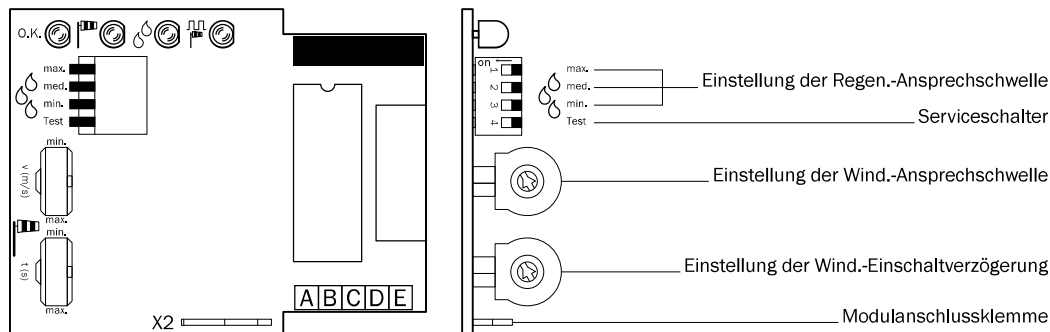 O.K.
max.
med.
min.
Test
min.
v (m/s)
max.
min.
t (s)
max.
X2
A B C D E
on
1
2
3
4
max.
med.
min.
Test
Einstellung der Regen.-Ansprechschwelle
Serviceschalter
Einstellung der Wind.-Ansprechschwelle
Einstellung der Wind.-Einschaltverzögerung
Modulanschlussklemme